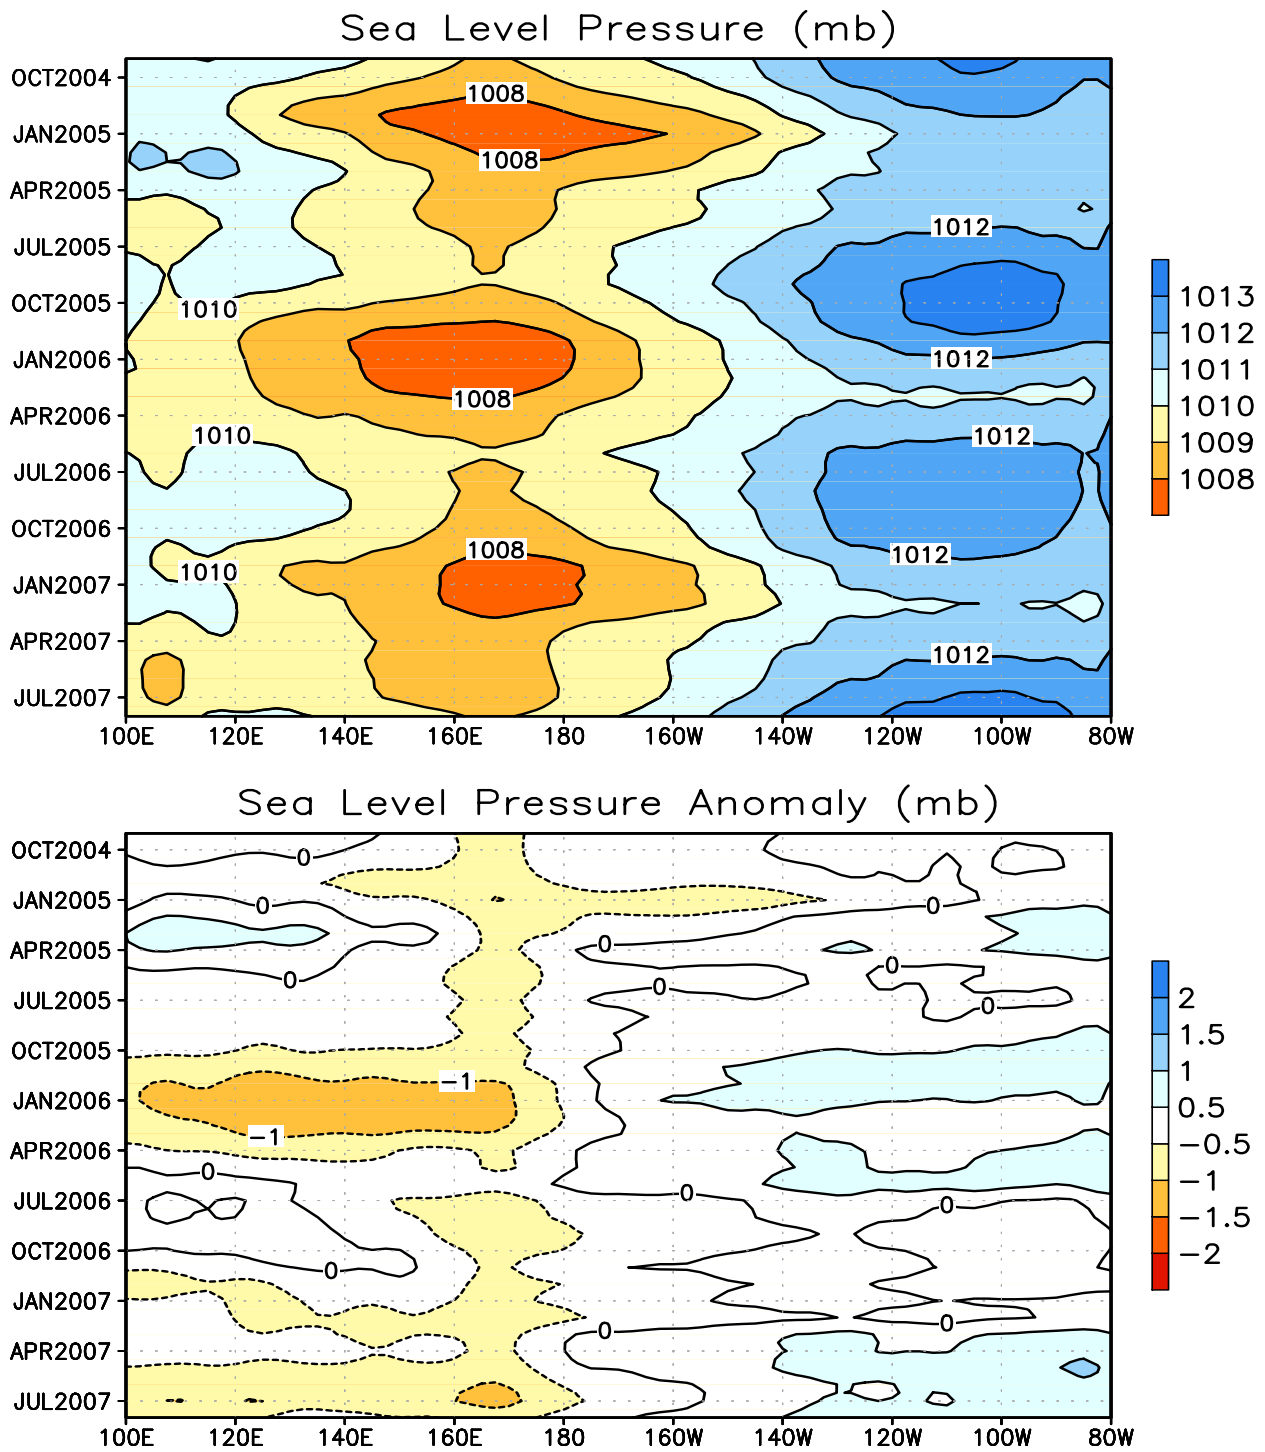 Sea Level Pressure (mb)
OCT2004
1008
JAN2005
1008
APR2005
1012
JUL2005
OCT2005
1010
JAN2006
1012
1008
APR2006
1010
1012
JUL2006
OCT2006
1008
1012
1010
JAN2007
APR2007
1012
JUL2007
100E 120E 140E 160E 180 160W 140W 120W 100W 80W
1013
1012
1011
1010
1009
1008
Sea Level Pressure Anomaly (mb)
OCT2004
0
JAN2005
0 0
APR2005
0
0
0
0
JUL2005
0
OCT2005
-1
JAN2006
-1
APR2006
0
0
JUL2006
0
OCT2006
0
JAN2007
0
0
APR2007
JUL2007
100E 120E 140E 160E 180 160W 140W 120W 100W 80W
2
1.5
1
0.5
-0.5
-1
-1.5
-2